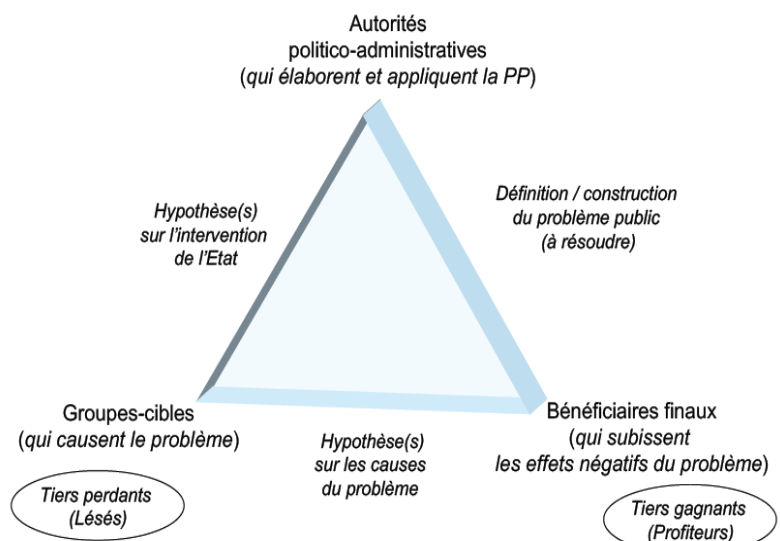 Autorités
politico-administratives
(qui élaborent et appliquent la PP)
Hypothèse(s)
sur l'intervention
de l'Etat
Définition / construction
du problème public
(à résoudre)
Groupes-cibles
(qui causent le problème)
Hypothèse(s)
sur les causes
du problème
Bénéficiaires finaux
(qui subissent
les effets négatifs du problème)
Tiers perdants
(Lésés)
Tiers gagnants
(Profiteurs)